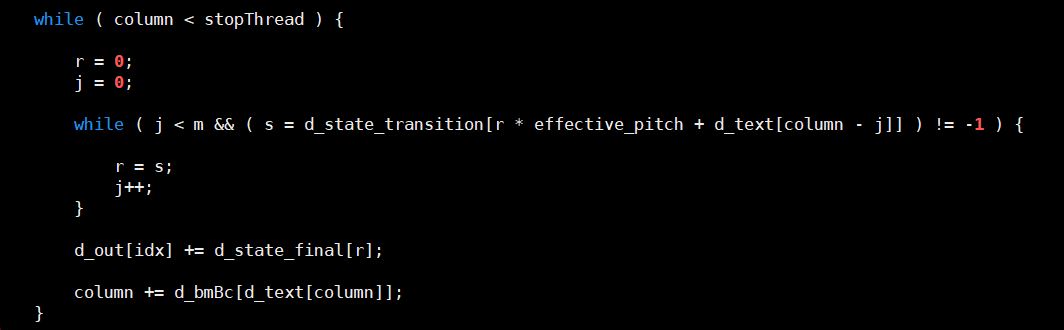 while ( column < stopThread ) {
r = 0;
j = 0;
while ( j < m && ( s = d_state_transition[r * effective_pitch + d_text[column - j]] ) != -1 ) {
r = s;
j++;
}
d_out[idx] += d_state_final[r];
column += d_bmBc[d_text[column]];
}